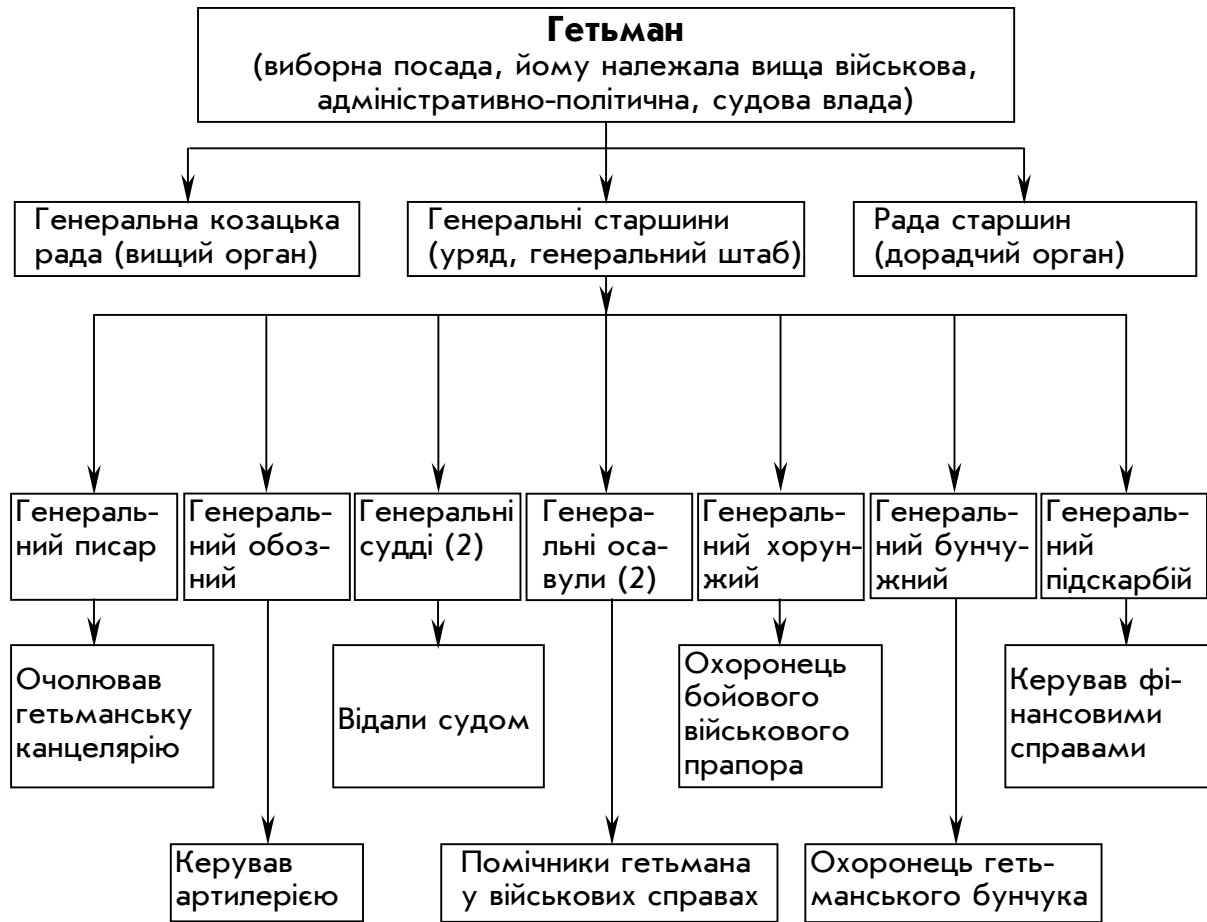 Гетьман
(виборна посада, йому належала вища військова,
адміністративно-політична, судова влада)
Генеральна козацька
рада (вищий орган)
Генеральні старшини
(уряд, генеральний штаб)
Рада старшин
(дорадчий орган)
Генераль-
ний писар
Генераль-
ний обоз-
ний
Генеральні
судді (2)
Генера-
льні оса-
вули (2)
Генераль-
ний хорун-
жий
Генераль-
ний бунчу-
жний
Генераль-
ний
підскарбій
Очолював
гетьманську
канцелярію
Відали судом
Охоронець
бойового
військового
прапора
Керував фі-
нансовими
справами
Керував
артилерією
Помічники гетьмана
у військових справах
Охоронець геть-
манського бунчука